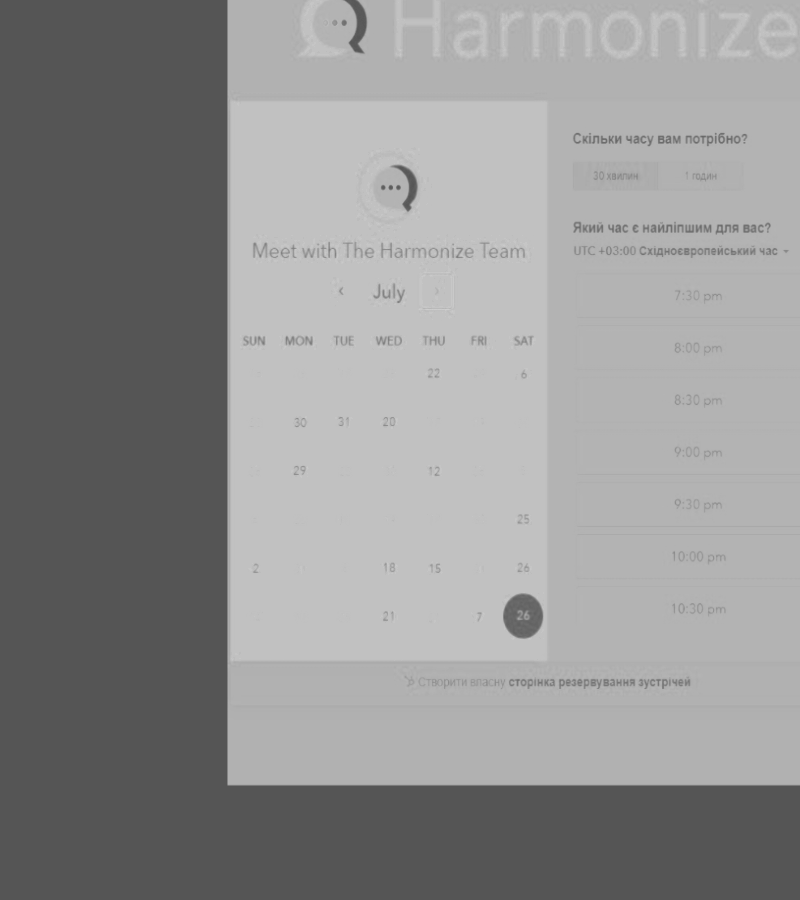 Harmonize
Meet with The Harmonize Team
‹ July ›
SUN MON TUE WED THU FRI SAT
22 6
30 31 20
29 12
25
2 18 15 26
21 7 26
Скільки часу вам потрібно?
30 хвилин 1 годин
Який час є найліпшим для вас?
UTC +03:00 Східноєвропейський час
7:30 pm
8:00 pm
8:30 pm
9:00 pm
9:30 pm
10:00 pm
10:30 pm
Створити власну сторінка резервування зустрічей